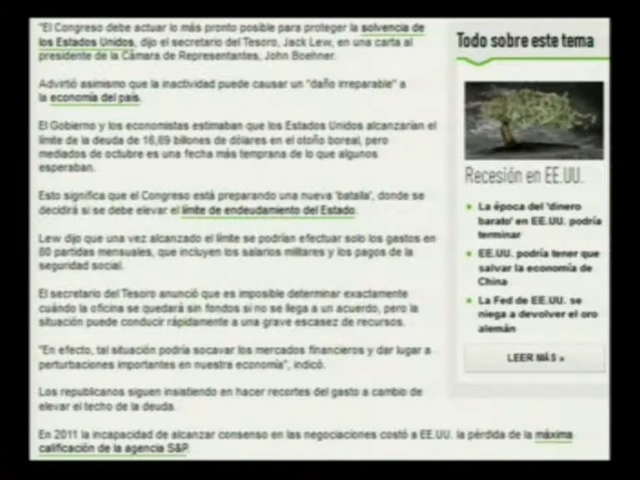 "El Congreso debe actuar lo más pronto posible para proteger la solvencia de
los Estados Unidos, dijo el secretario del Tesoro, Jack Lew, en una carta al
presidente de la Cámara de Representantes, John Boehner.
Advirtió asimismo que la inactividad puede causar un "daño irreparable" a
la economía del país.
El Gobierno y los economistas estimaban que los Estados Unidos alcanzarían el
límite de la deuda de 16,69 billones de dólares en el otoño boreal, pero
mediados de octubre es una fecha más temprana de lo que algunos
esperaban.
Esto significa que el Congreso está preparando una nueva 'batalla', donde se
decidirá si se debe elevar el límite de endeudamiento del Estado.
Lew dijo que una vez alcanzado el límite se podrían efectuar solo los gastos en
80 partidas mensuales, que incluyen los salarios militares y los pagos de la
seguridad social.
El secretario del Tesoro anunció que es imposible determinar exactamente
cuándo la oficina se quedará sin fondos si no se llega a un acuerdo, pero la
situación puede conducir rápidamente a una grave escasez de recursos.
"En efecto, tal situación podría socavar los mercados financieros y dar lugar a
perturbaciones importantes en nuestra economía", indicó.
Los republicanos siguen insistiendo en hacer recortes del gasto a cambio de
elevar el techo de la deuda.
En 2011 la incapacidad de alcanzar consenso en las negociaciones costó a EE.UU. la pérdida de la máxima
calificación de la agencia S&P.
Todo sobre este tema
Recesión en EE.UU.
La época del 'dinero
barato' en EE.UU. podría
terminar
EE.UU. podría tener que
salvar la economía de
China
La Fed de EE.UU. se
niega a devolver el oro
alemán
LEER MÁS »